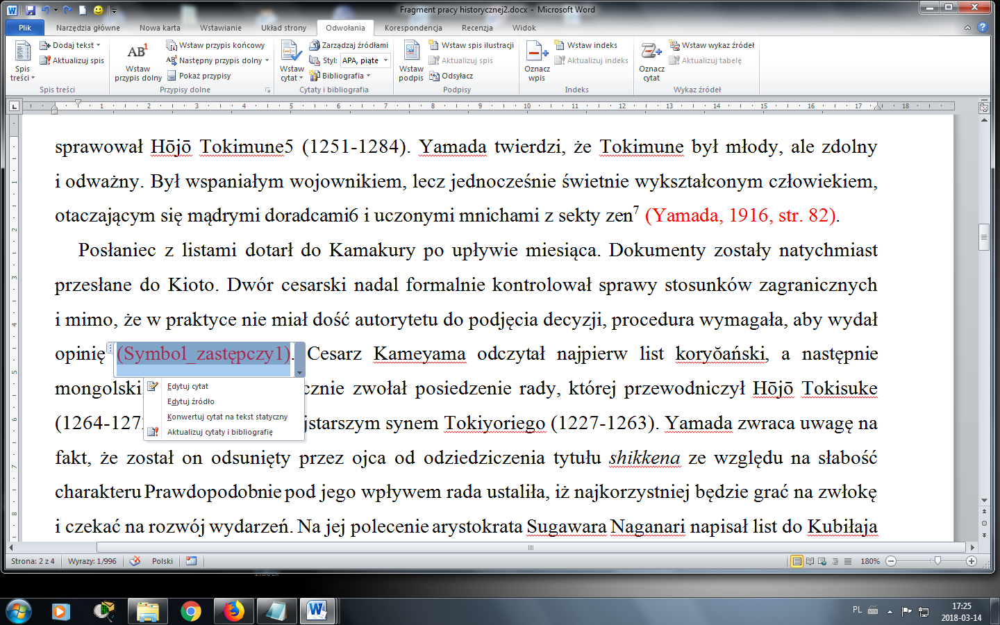 Fragment pracy historycznej2.docx - Microsoft Word
Plik Narzędzia główne Nowa karta Wstawianie Układ strony Odwołania Korespondencja Recenzja Widok
Spis treści
Dodaj tekst
Aktualizuj spis
Spis treści
AB1
Wstaw przypis dolny
Wstaw przypis końcowy
Następny przypis dolny
Pokaż przypisy
Przypisy dolne
Wstaw cytat
Zarządzaj źródłami
Styl: APA, piąte
Bibliografia
Cytaty i bibliografia
Wstaw podpis
Wstaw spis ilustracji
Aktualizuj spis
Odsyłacz
Podpisy
Oznacz wpis
Wstaw indeks
Aktualizuj indeks
Indeks
Oznacz cytat
Wstaw wykaz źródeł
Aktualizuj tabelę
Wykaz źródeł
1 2 3 4 5 6 7 8 9 10 11 12 13 14 15 16 17 18
sprawował Hōjō Tokimune5 (1251-1284). Yamada twierdzi, że Tokimune był młody, ale zdolny
i odważny. Był wspaniałym wojownikiem, lecz jednocześnie świetnie wykształconym człowiekiem,
otaczającym się mądrymi doradcami6 i uczonymi mnichami z sekty zen7 (Yamada, 1916, str. 82).
Posłaniec z listami dotarł do Kamakury po upływie miesiąca. Dokumenty zostały natychmiast
przesłane do Kioto. Dwór cesarski nadal formalnie kontrolował sprawy stosunków zagranicznych
i mimo, że w praktyce nie miał dość autorytetu do podjęcia decyzji, procedura wymagała, aby wydał
opinię (Symbol_zastępczy1). Cesarz Kameyama odczytał najpierw list koryŏański, a następnie
mongolski cznie zwołał posiedzenie rady, której przewodniczył Hōjō Tokisuke
(1264-127 jstarszym synem Tokiyoriego (1227-1263). Yamada zwraca uwagę na
fakt, że został on odsunięty przez ojca od odziedziczenia tytułu shikkena ze względu na słabość
charakteru Prawdopodobnie pod jego wpływem rada ustaliła, iż najkorzystniej będzie grać na zwłokę
i czekać na rozwój wydarzeń. Na jej polecenie arystokrata Sugawara Naganari napisał list do Kubiłaja
Edytuj cytat
Edytuj źródło
Konwertuj cytat na tekst statyczny
Aktualizuj cytaty i bibliografię
1 2 3 4 5 6 7 8
Strona: 2 z 4 Wyrazy: 1/996 Polski 180%
PL 17:25
2018-03-14